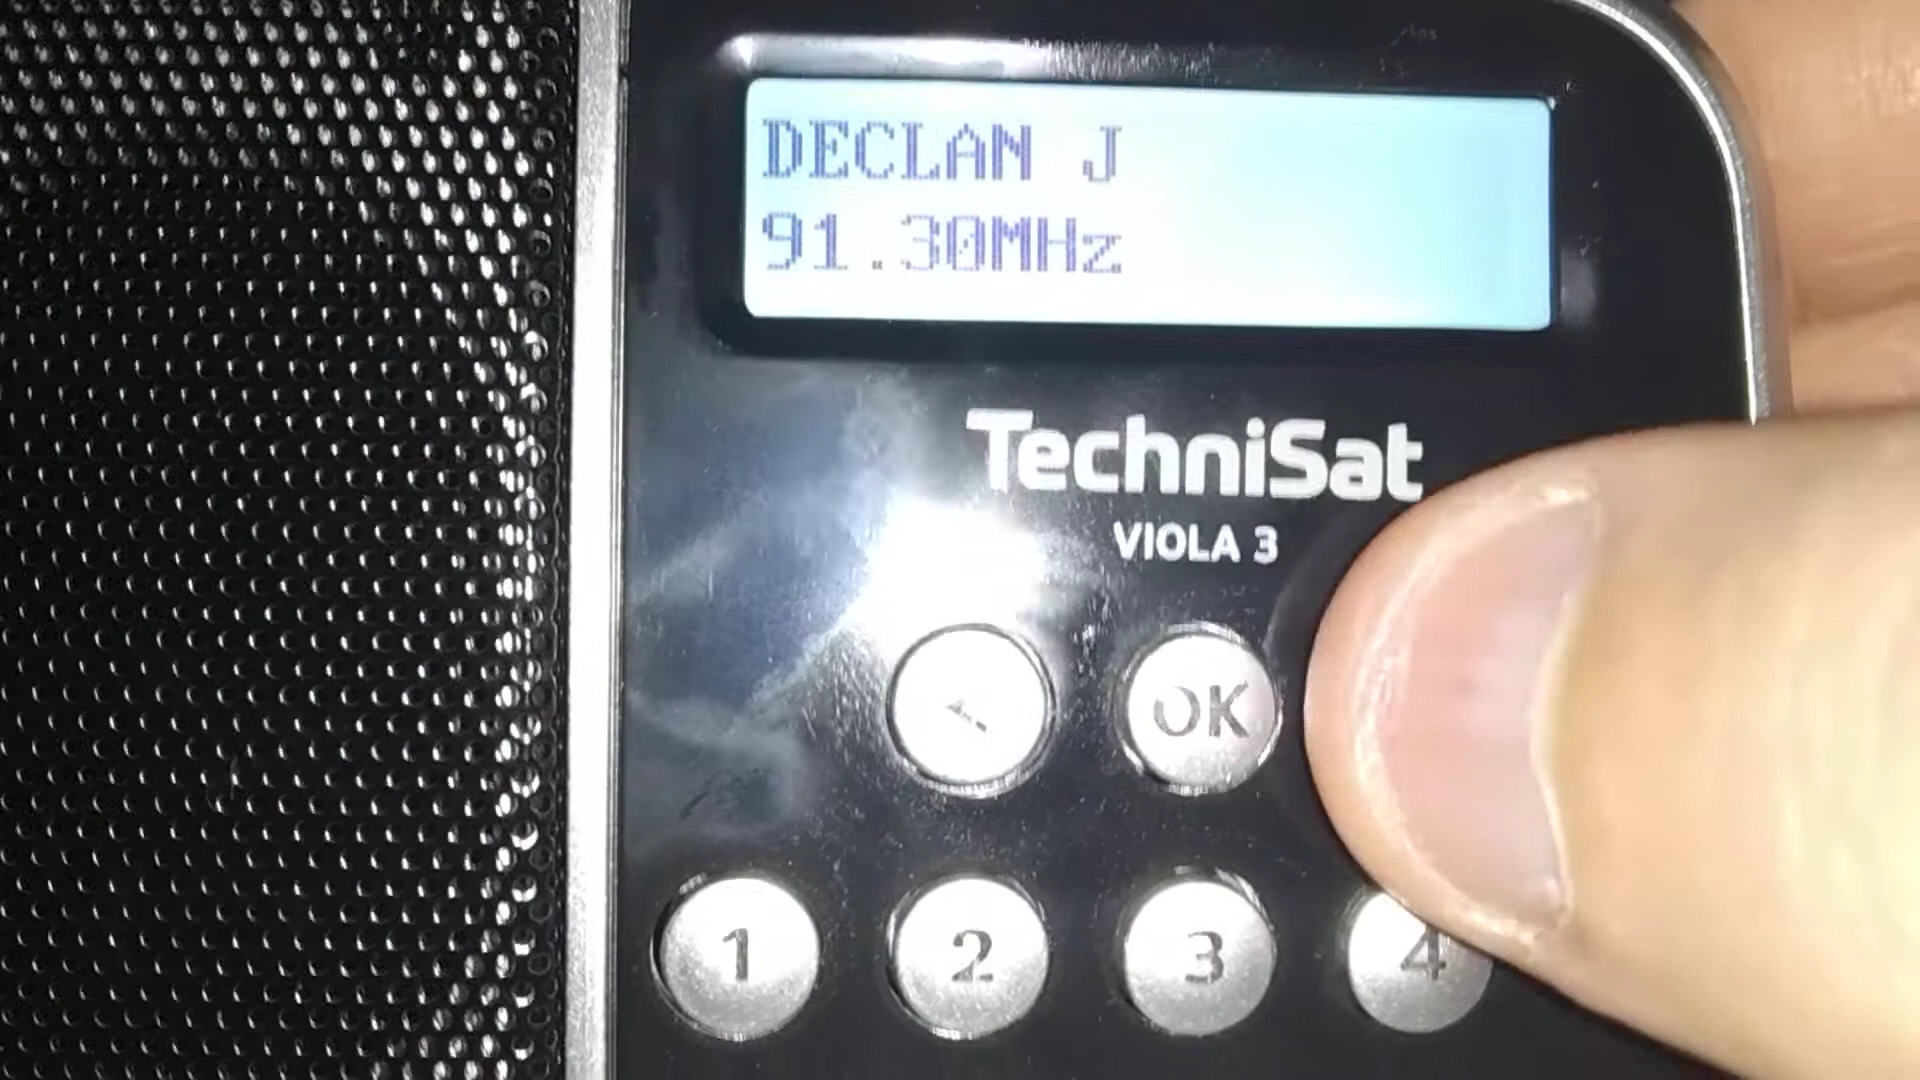 DECLAN J
91.30MHz
TechniSat
VIOLA 3
< OK
1 2 3 4